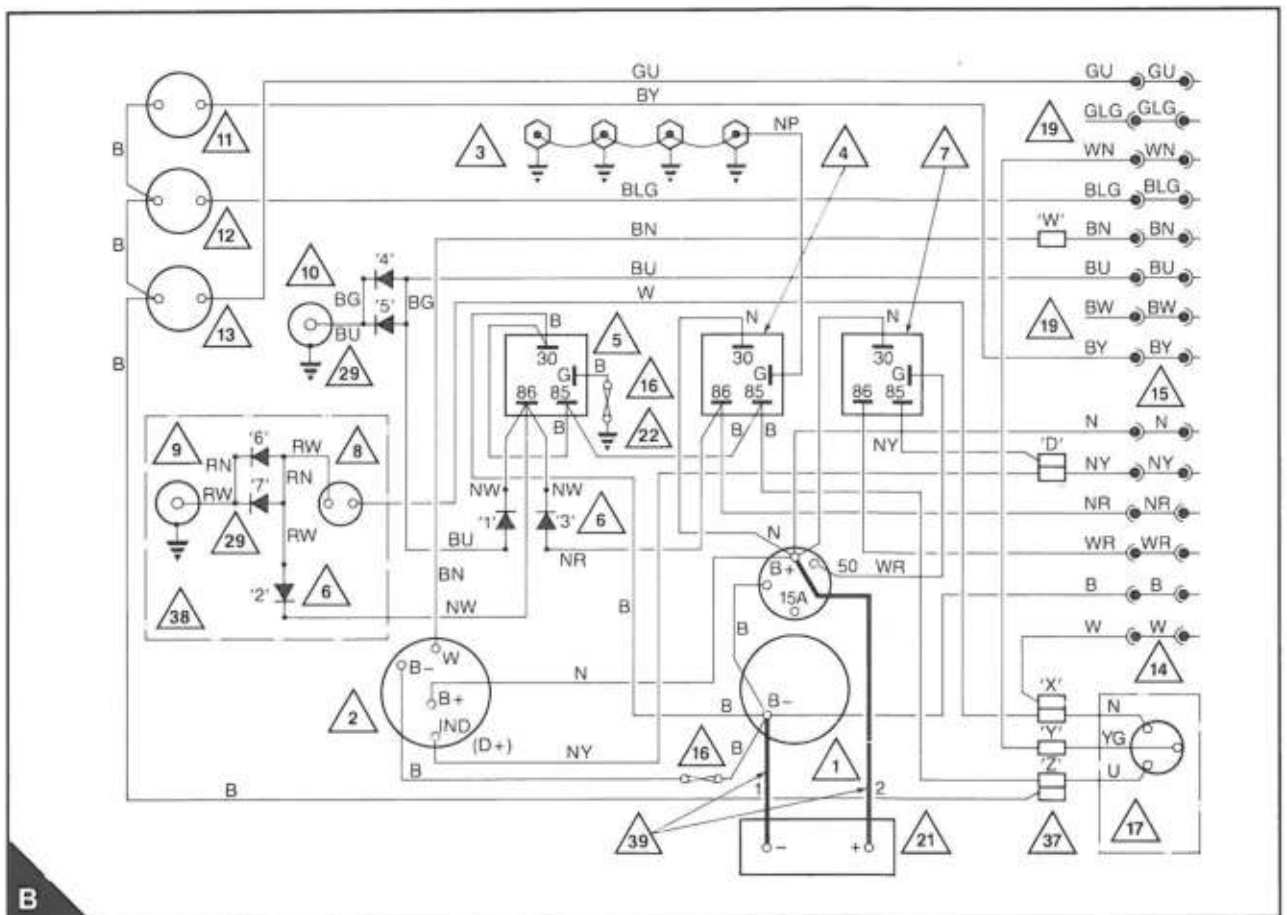 GU GU GU
BY
11
3
NP
4
7
19 GLG GLG
WN WN
B
BLG BLG BLG
12
BN 'W' BN BN
10 '4'
BU BU BU
B
W
BG BG
'5'
BU
13
29
B N N
30 30 30
5
B
G G G
16
86 85 86 85 86 85
22
19 BW BW
BY BY
15
B
B B B
N N
NY 'D' NY NY
9 '6' RW 8
RN RN
'7'
RW
29
RW
NW NW
'1' '3' 6
NR NR
BU NR
N
WR WR
B+ 50 WR
15A
BN
'2' 6
38
NW
B
B
B B
W W
14
W
B-
B+
IND
(D+)
2
N
B
B-
NY
16
B
B
1
'X' N
'Y' YG
'Z' U
B
1 2
39
- +
21
37
17
B